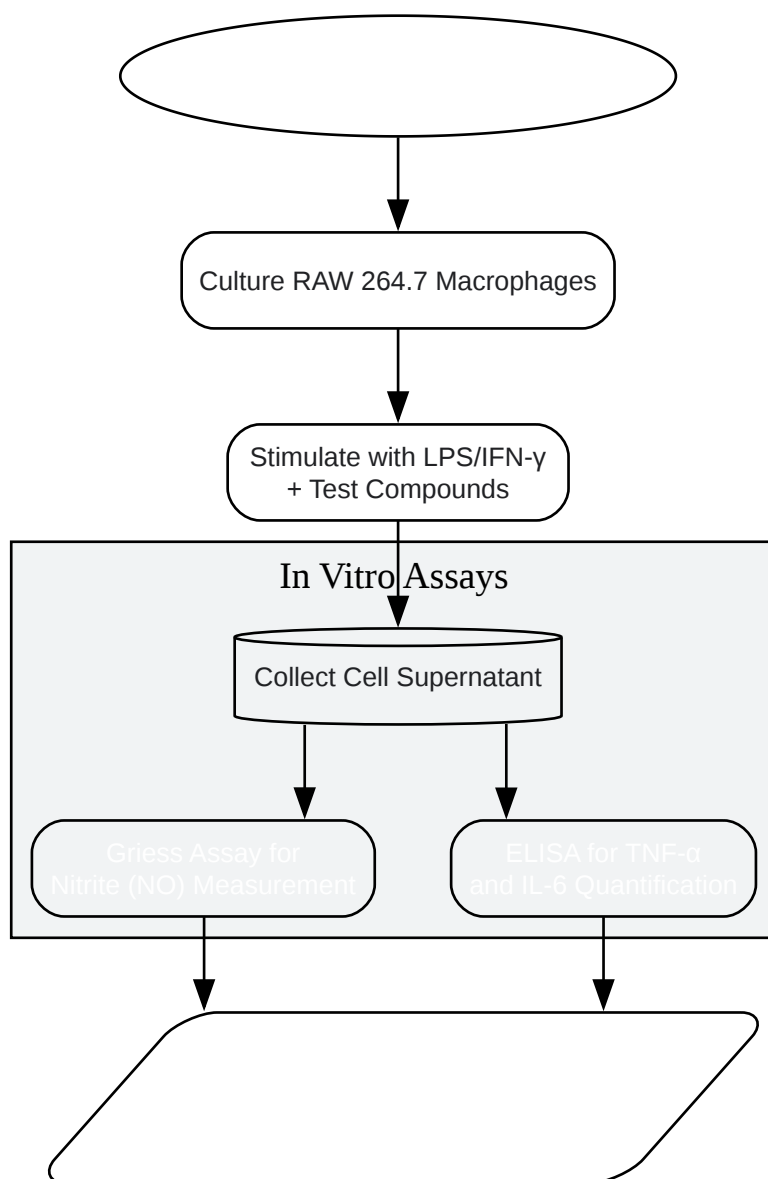 Culture RAW 264.7 Macrophages
Stimulate with LPS/IFN-γ
+ Test Compounds
In Vitro Assays
Collect Cell Supernatant
Griess Assay for
Nitrite (NO) Measurement
ELISA for TNF-α
and IL-6 Quantification